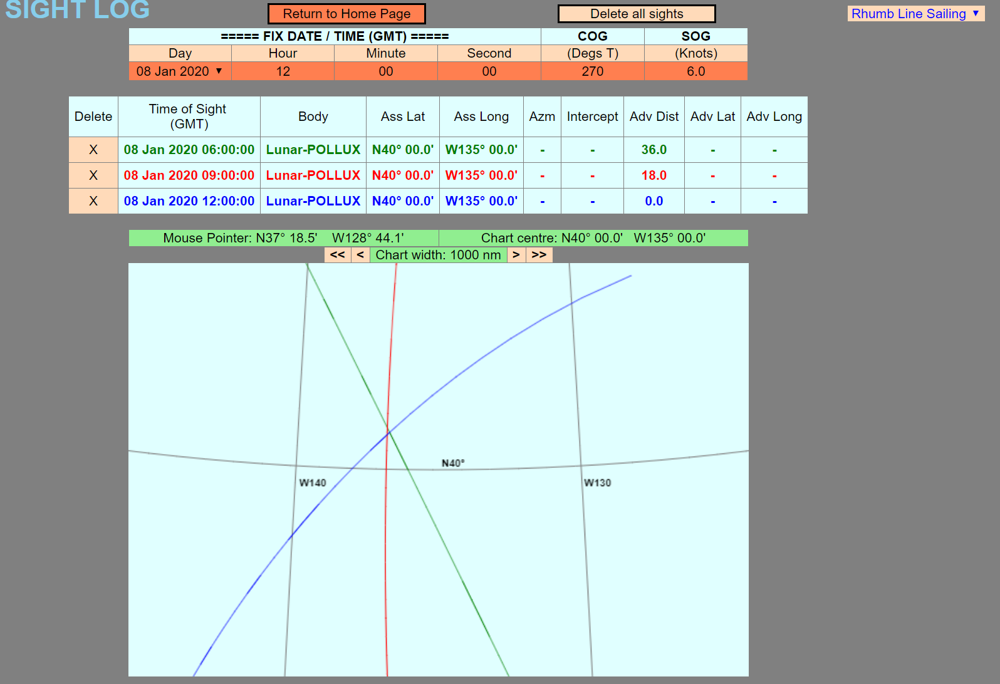 SIGHT LOG
Return to Home Page
Delete all sights
Rhumb Line Sailing ▼
===== FIX DATE / TIME (GMT) ===== COG SOG
Day Hour Minute Second (Degs T) (Knots)
08 Jan 2020 ▼ 12 00 00 270 6.0
Delete Time of Sight (GMT) Body Ass Lat Ass Long Azm Intercept Adv Dist Adv Lat Adv Long
X 08 Jan 2020 06:00:00 Lunar-POLLUX N40° 00.0' W135° 00.0' - - 36.0 - -
X 08 Jan 2020 09:00:00 Lunar-POLLUX N40° 00.0' W135° 00.0' - - 18.0 - -
X 08 Jan 2020 12:00:00 Lunar-POLLUX N40° 00.0' W135° 00.0' - - 0.0 - -
Mouse Pointer: N37° 18.5' W128° 44.1' Chart centre: N40° 00.0' W135° 00.0'
<< < Chart width: 1000 nm > >>
N40°
W140 W130